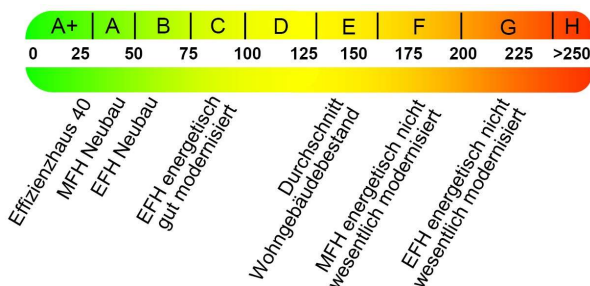 A+ A B C D E F G H
0 25 50 75 100 125 150 175 200 225 >250
Effizienzhaus 40
MFH Neubau
EFH Neubau
EFH energetisch
gut modernisiert
Durchschnitt
Wohngebäudebestand
MFH energetisch nicht
wesentlich modernisiert
EFH energetisch nicht
wesentlich modernisiert